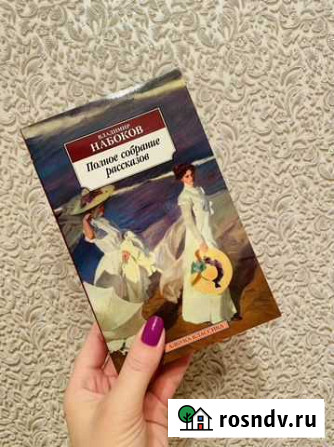 ВЛАДИМИР
НАБОКОВ
Полное собрание
рассказов
АЗБУКА-КЛАССИКА
rosndv.ru